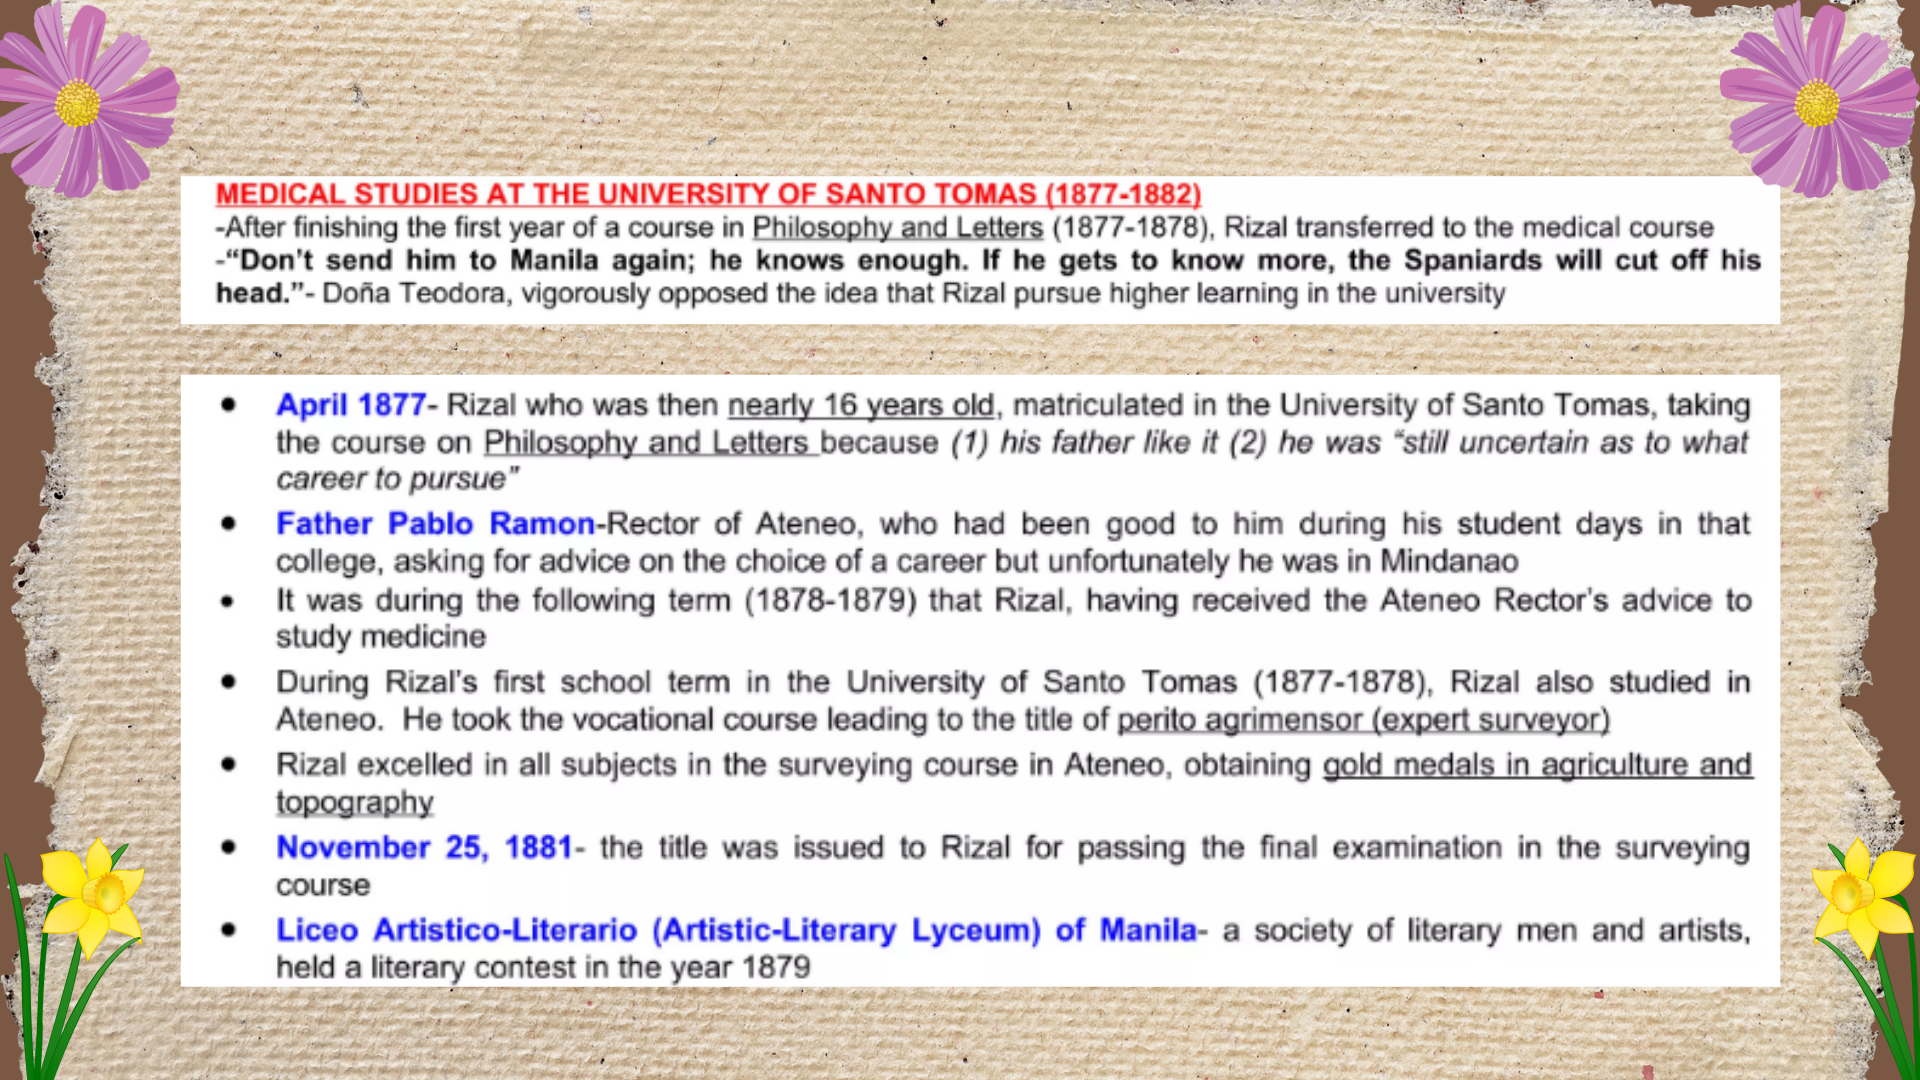 MEDICAL STUDIES AT THE UNIVERSITY OF SANTO TOMAS (1877-1882)
-After finishing the first year of a course in Philosophy and Letters (1877-1878), Rizal transferred to the medical course
-“Don’t send him to Manila again; he knows enough. If he gets to know more, the Spaniards will cut off his
head.”- Doña Teodora, vigorously opposed the idea that Rizal pursue higher learning in the university
● April 1877- Rizal who was then nearly 16 years old, matriculated in the University of Santo Tomas, taking
the course on Philosophy and Letters because (1) his father like it (2) he was “still uncertain as to what
career to pursue”
● Father Pablo Ramon-Rector of Ateneo, who had been good to him during his student days in that
college, asking for advice on the choice of a career but unfortunately he was in Mindanao
● It was during the following term (1878-1879) that Rizal, having received the Ateneo Rector’s advice to
study medicine
● During Rizal’s first school term in the University of Santo Tomas (1877-1878), Rizal also studied in
Ateneo. He took the vocational course leading to the title of perito agrimensor (expert surveyor)
● Rizal excelled in all subjects in the surveying course in Ateneo, obtaining gold medals in agriculture and
topography
● November 25, 1881- the title was issued to Rizal for passing the final examination in the surveying
course
● Liceo Artistico-Literario (Artistic-Literary Lyceum) of Manila- a society of literary men and artists,
held a literary contest in the year 1879